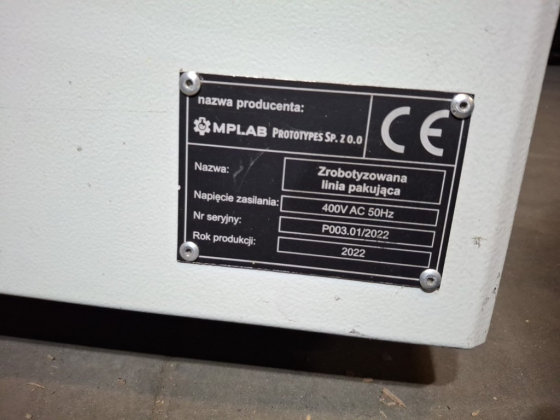 nazwa producenta:
MPLAB PROTOTYPES SP. Z O.O
CE
Nazwa: Zrobotyzowana
linia pakująca
Napięcie zasilania: 400V AC 50Hz
Nr seryjny: P003.01/2022
Rok produkcji: 2022